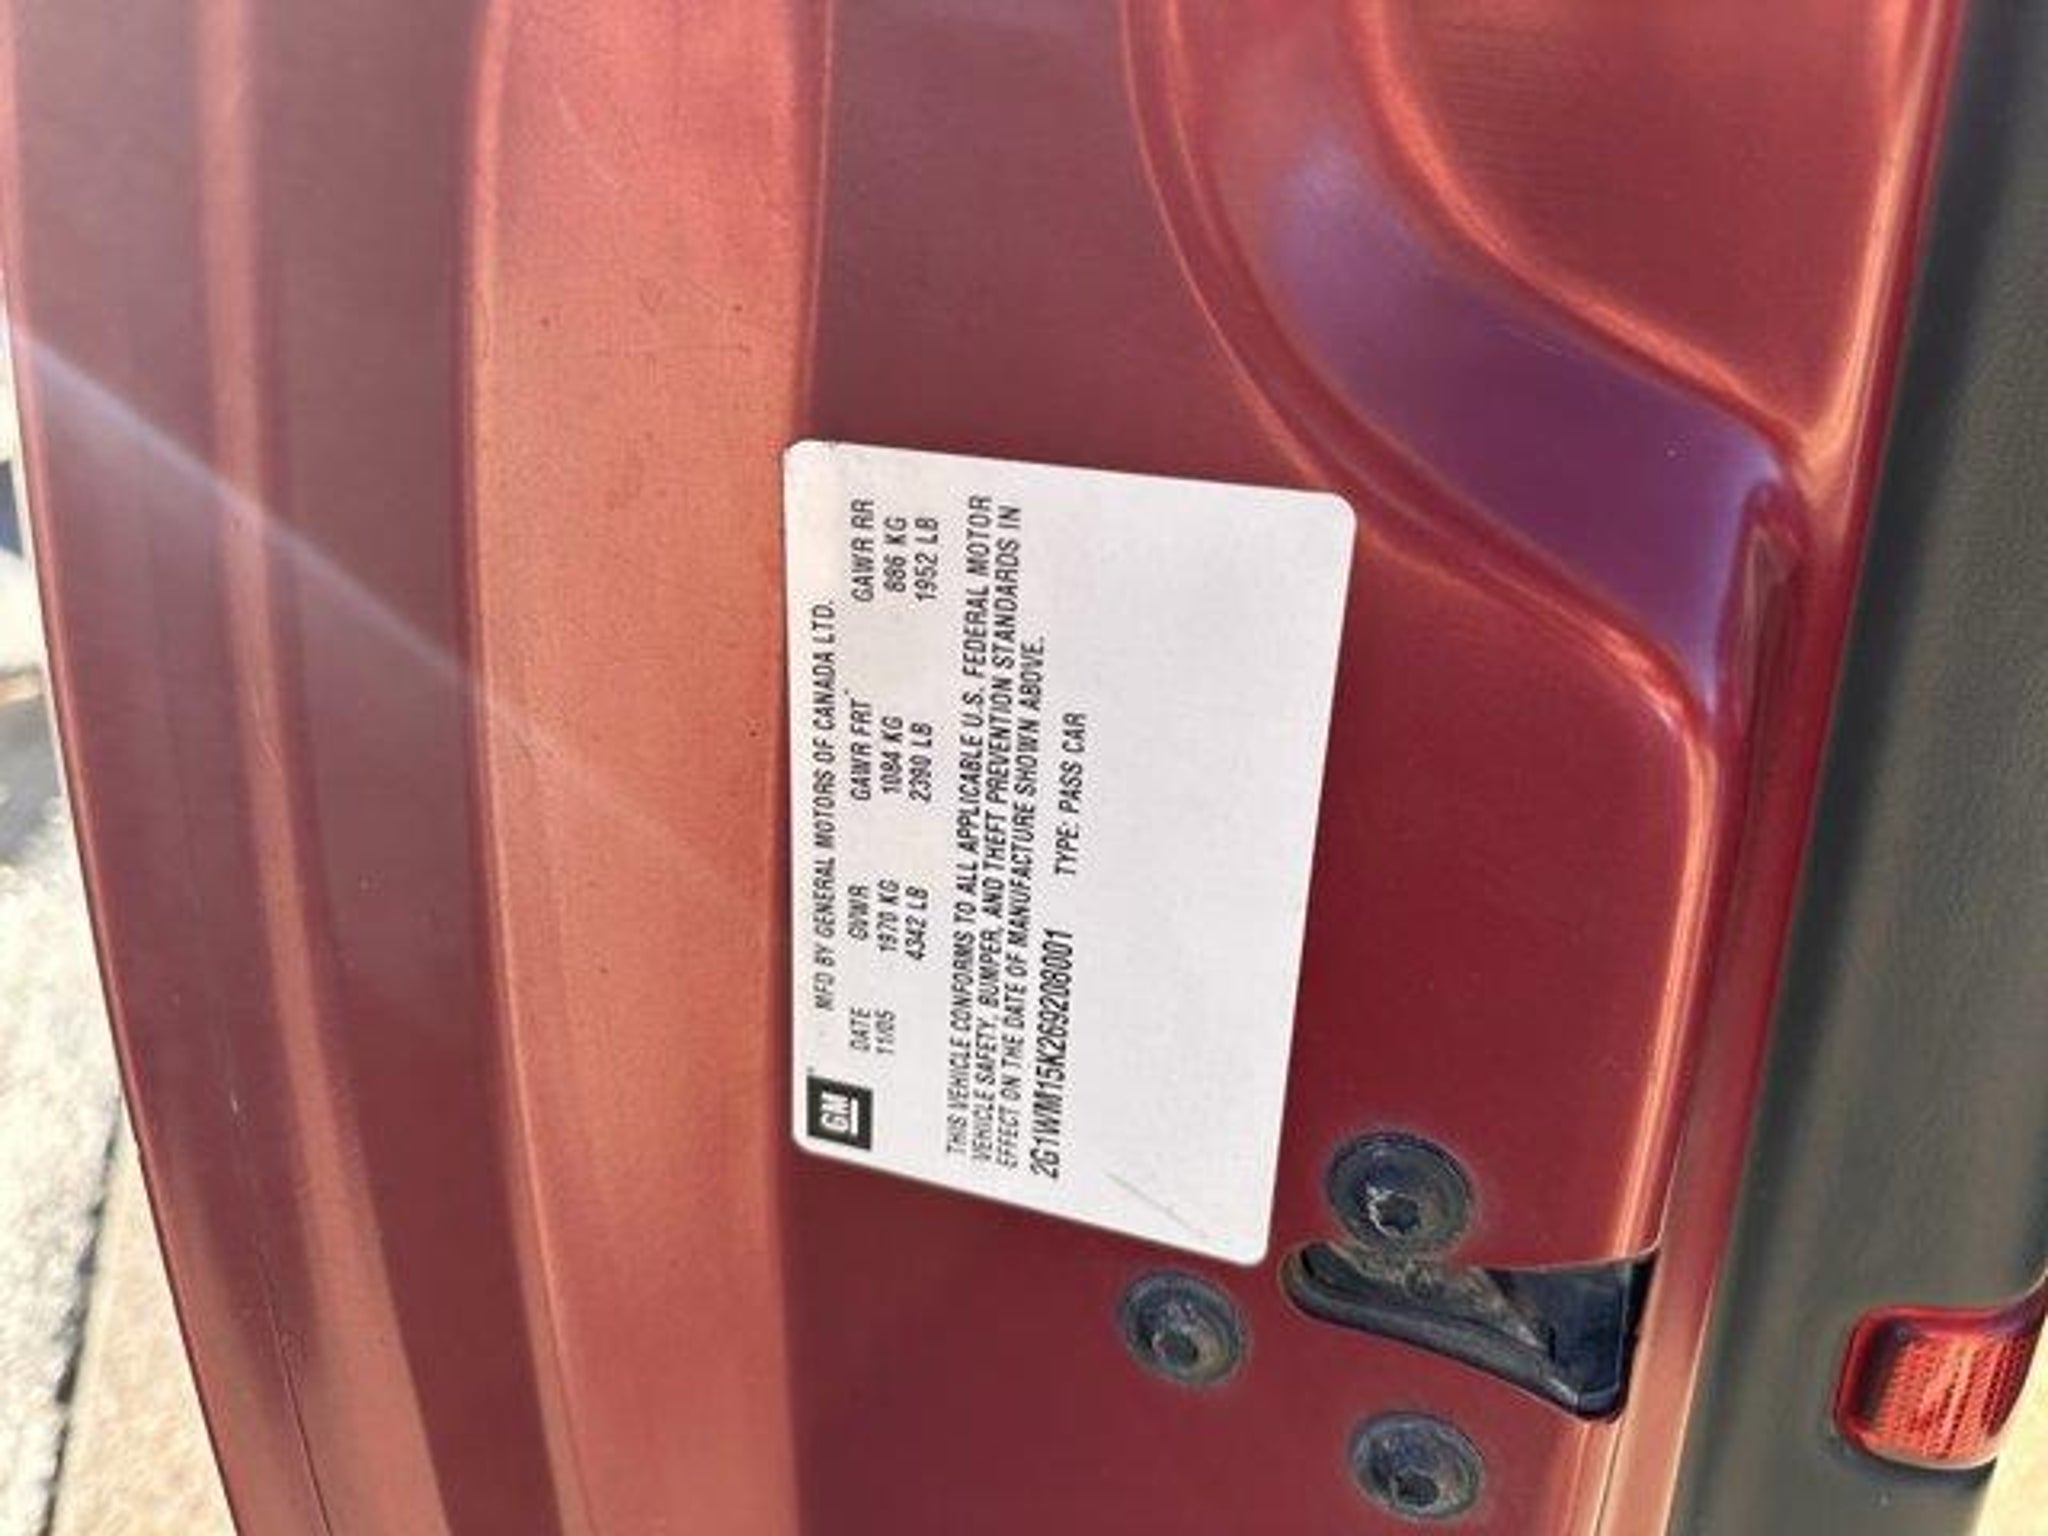 GM
MFD BY GENERAL MOTORS OF CANADA LTD.
DATE GVWR GAWR FRT GAWR RR
11/05 1970 KG 1084 KG 886 KG
4342 LB 2390 LB 1952 LB
THIS VEHICLE CONFORMS TO ALL APPLICABLE U.S. FEDERAL MOTOR
VEHICLE SAFETY, BUMPER, AND THEFT PREVENTION STANDARDS IN
EFFECT ON THE DATE OF MANUFACTURE SHOWN ABOVE.
2G1WM15K269208001 TYPE: PASS CAR